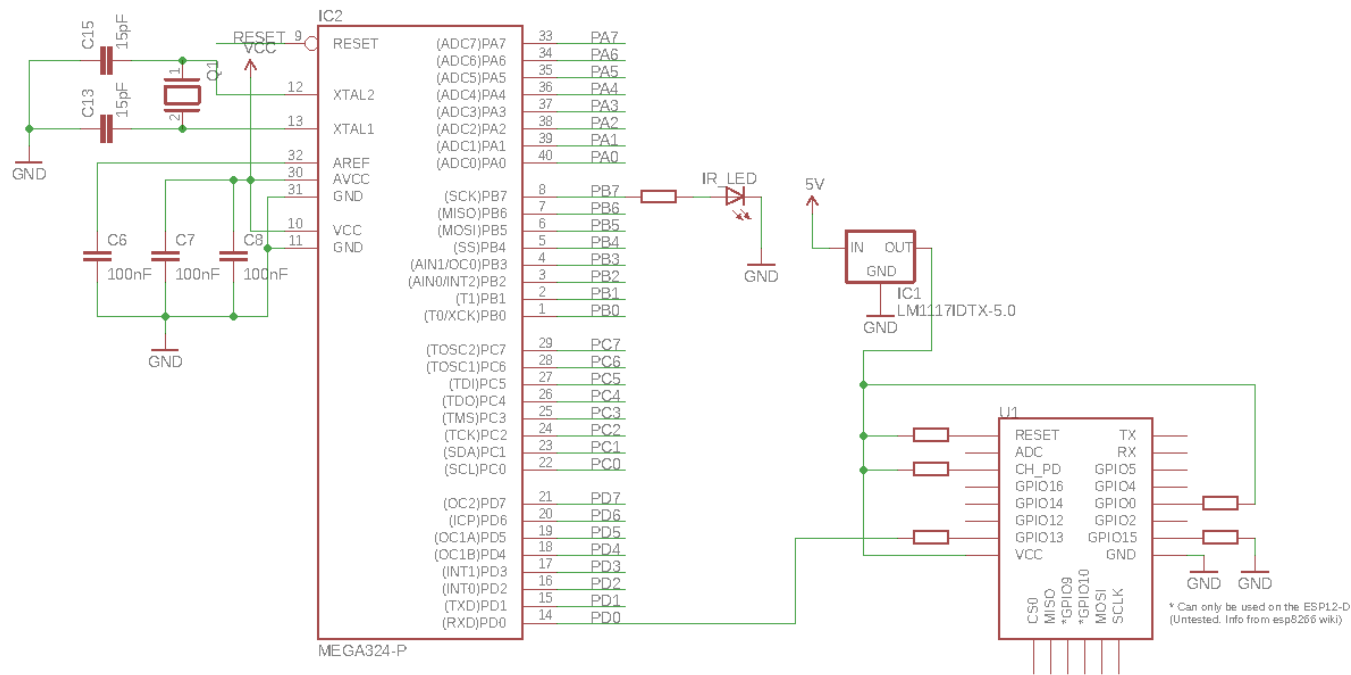 IC2
C15
15pF
C13
15pF
1
Q1
2
RESET
VCC
GND
9
12
13
32
30
31
10
11
RESET
XTAL2
XTAL1
AREF
AVCC
GND
VCC
GND
C6
100nF
C7
100nF
C8
100nF
GND
(ADC7)PA7 33 PA7
(ADC6)PA6 34 PA6
(ADC5)PA5 35 PA5
(ADC4)PA4 36 PA4
(ADC3)PA3 37 PA3
(ADC2)PA2 38 PA2
(ADC1)PA1 39 PA1
(ADC0)PA0 40 PA0
(SCK)PB7 8 PB7
(MISO)PB6 7 PB6
(MOSI)PB5 6 PB5
(SS)PB4 5 PB4
(AIN1/OC0)PB3 4 PB3
(AIN0/INT2)PB2 3 PB2
(T1)PB1 2 PB1
(T0/XCK)PB0 1 PB0
(TOSC2)PC7 29 PC7
(TOSC1)PC6 28 PC6
(TDI)PC5 27 PC5
(TDO)PC4 26 PC4
(TMS)PC3 25 PC3
(TCK)PC2 24 PC2
(SDA)PC1 23 PC1
(SCL)PC0 22 PC0
(OC2)PD7 21 PD7
(ICP)PD6 20 PD6
(OC1A)PD5 19 PD5
(OC1B)PD4 18 PD4
(INT1)PD3 17 PD3
(INT0)PD2 16 PD2
(TXD)PD1 15 PD1
(RXD)PD0 14 PD0
MEGA324-P
IR_LED
GND
5V
IN OUT
GND
IC1
LM1117IDTX-5.0
GND
U1
RESET TX
ADC RX
CH_PD GPIO5
GPIO16 GPIO4
GPIO14 GPIO0
GPIO12 GPIO2
GPIO13 GPIO15
VCC GND
CS0
MISO
*GPIO9
*GPIO10
MOSI
SCLK
GND
GND
* Can only be used on the ESP12-D
(Untested. Info from esp8266 wiki)